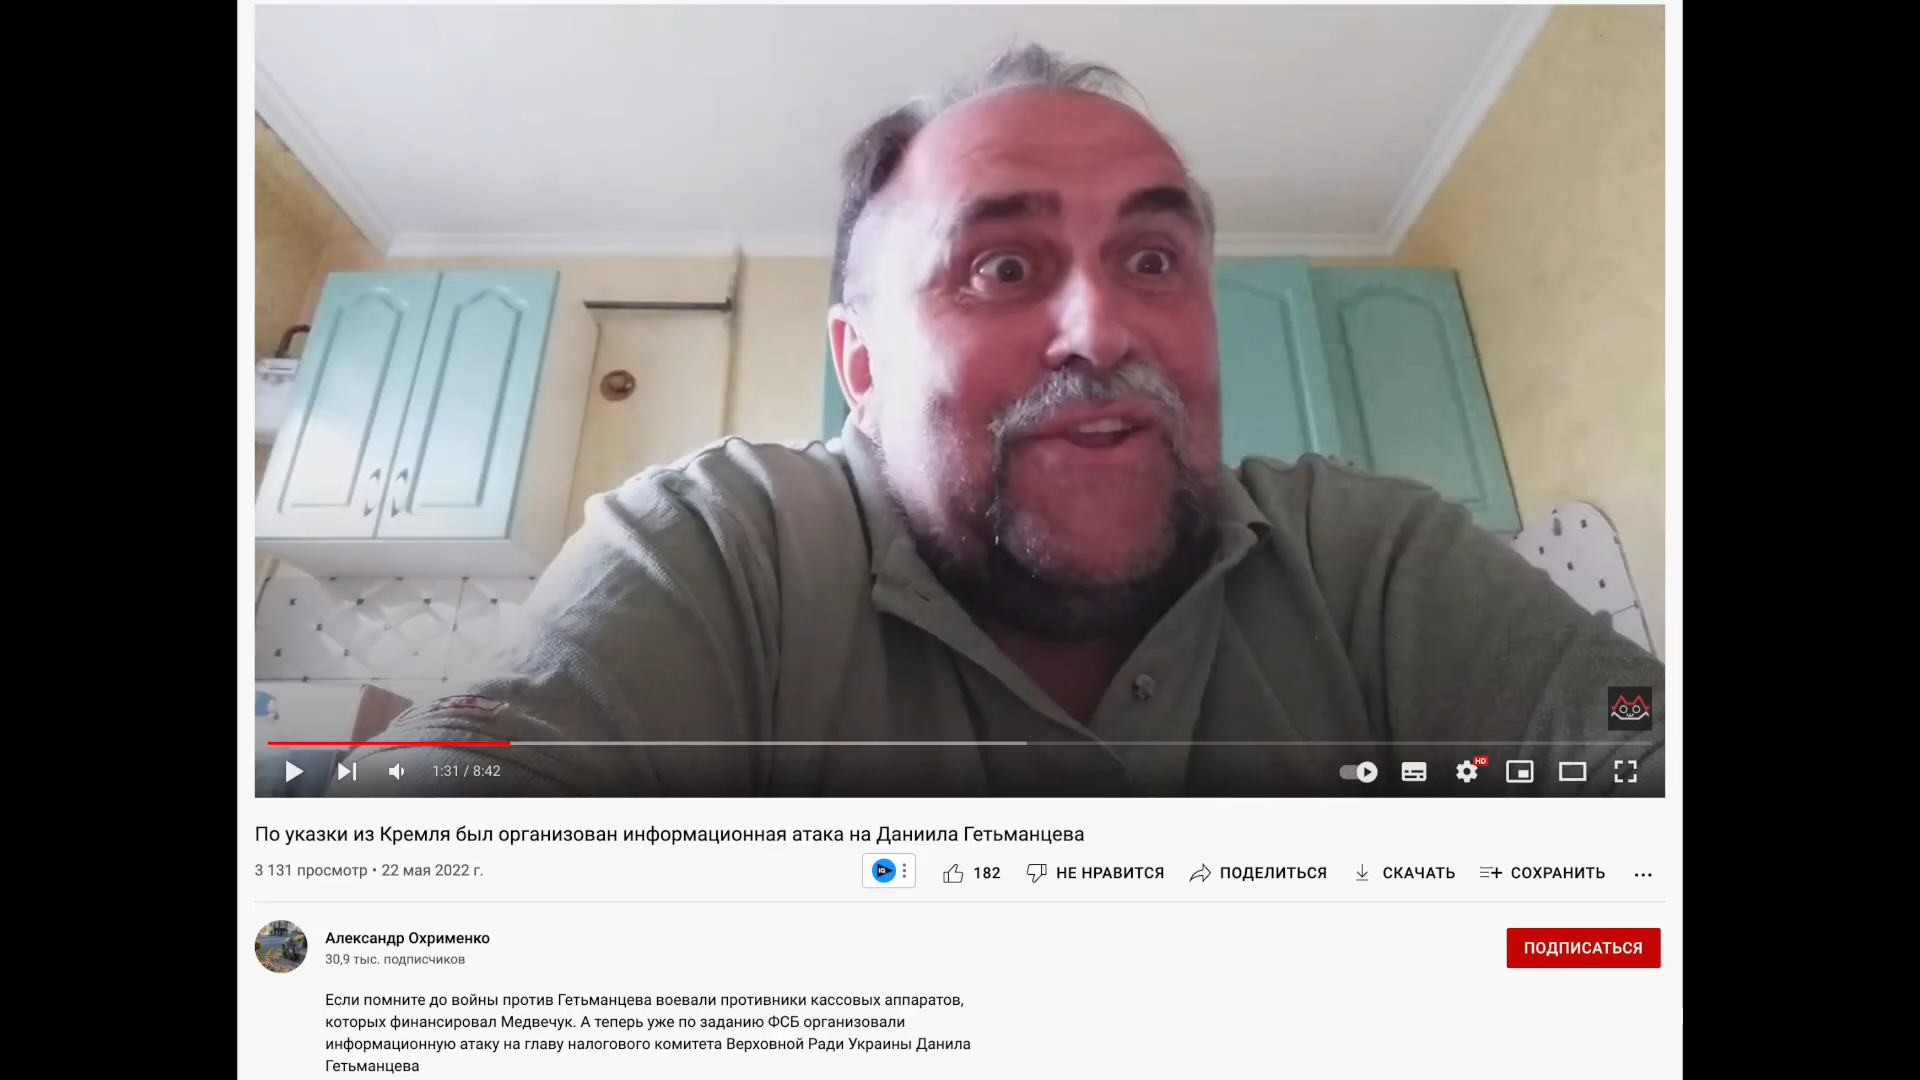 HD
1:31 / 8:42
По указки из Кремля был организован информационная атака на Даниила Гетьманцева
3 131 просмотр • 22 мая 2022 г.
182 НЕ НРАВИТСЯ ПОДЕЛИТЬСЯ СКАЧАТЬ СОХРАНИТЬ
Александр Охрименко
30,9 тыс. подписчиков
ПОДПИСАТЬСЯ
Если помните до войны против Гетьманцева воевали противники кассовых аппаратов,
которых финансировал Медвечук. А теперь уже по заданию ФСБ организовали
информационную атаку на главу налогового комитета Верховной Ради Украины Данила
Гетьманцева